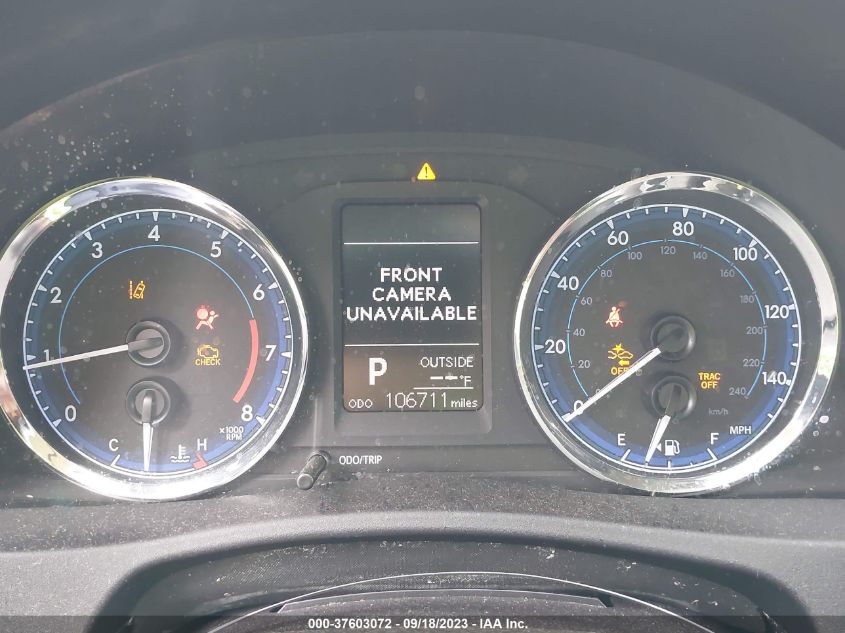 FRONT
CAMERA
UNAVAILABLE
P
OUTSIDE
--°F
ODO 106711 miles
ODO/TRIP
0
1
2
3
4
5
6
7
8
x1000
RPM
CHECK
C
H
0
20
40
60
80
100
120
140
MPH
0
20
40
60
80
100
120
140
160
180
200
220
240
km/h
OFF
TRAC
OFF
E
F
000-37603072 - 09/18/2023 - IAA Inc.